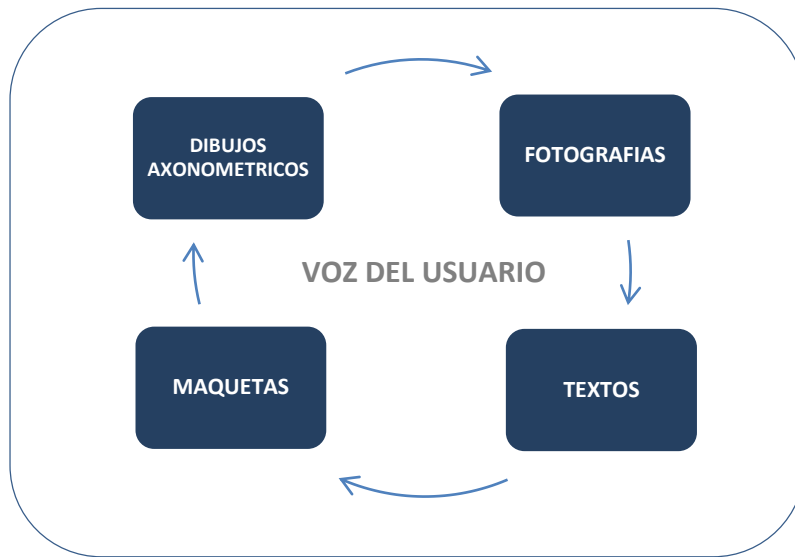 DIBUJOS
AXONOMETRICOS
FOTOGRAFIAS
VOZ DEL USUARIO
MAQUETAS
TEXTOS